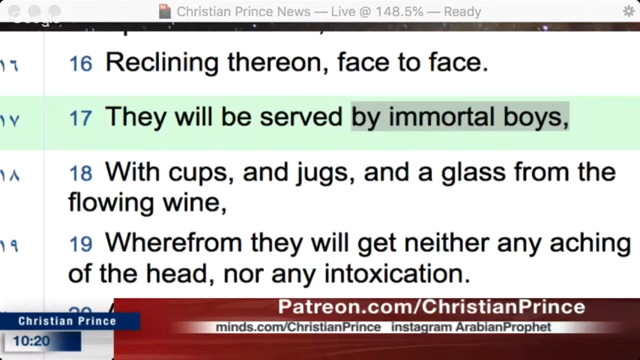 Christian Prince News — Live @ 148.5% — Ready
١٦ 16 Reclining thereon, face to face.
١٧ 17 They will be served by immortal boys,
١٨ 18 With cups, and jugs, and a glass from the
flowing wine,
١٩ 19 Wherefrom they will get neither any aching
of the head, nor any intoxication.
Patreon.com/ChristianPrince
Christian Prince
minds.com/ChristianPrince instagram ArabianProphet
10:20